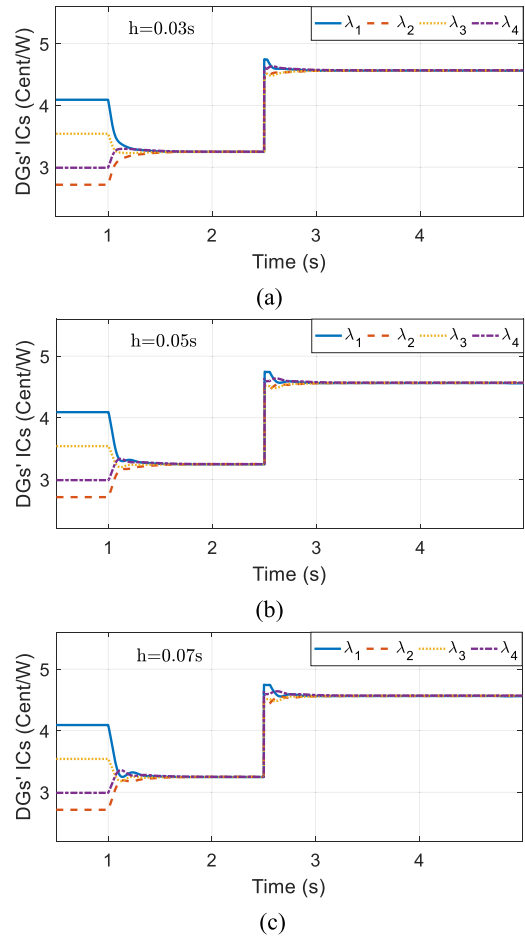 h=0.03s
λ1 λ2 λ3 λ4
5
4
3
DGs' ICs (Cent/W)
1 2 3 4
Time (s)
(a)
h=0.05s
λ1 λ2 λ3 λ4
5
4
3
DGs' ICs (Cent/W)
1 2 3 4
Time (s)
(b)
h=0.07s
λ1 λ2 λ3 λ4
5
4
3
DGs' ICs (Cent/W)
1 2 3 4
Time (s)
(c)